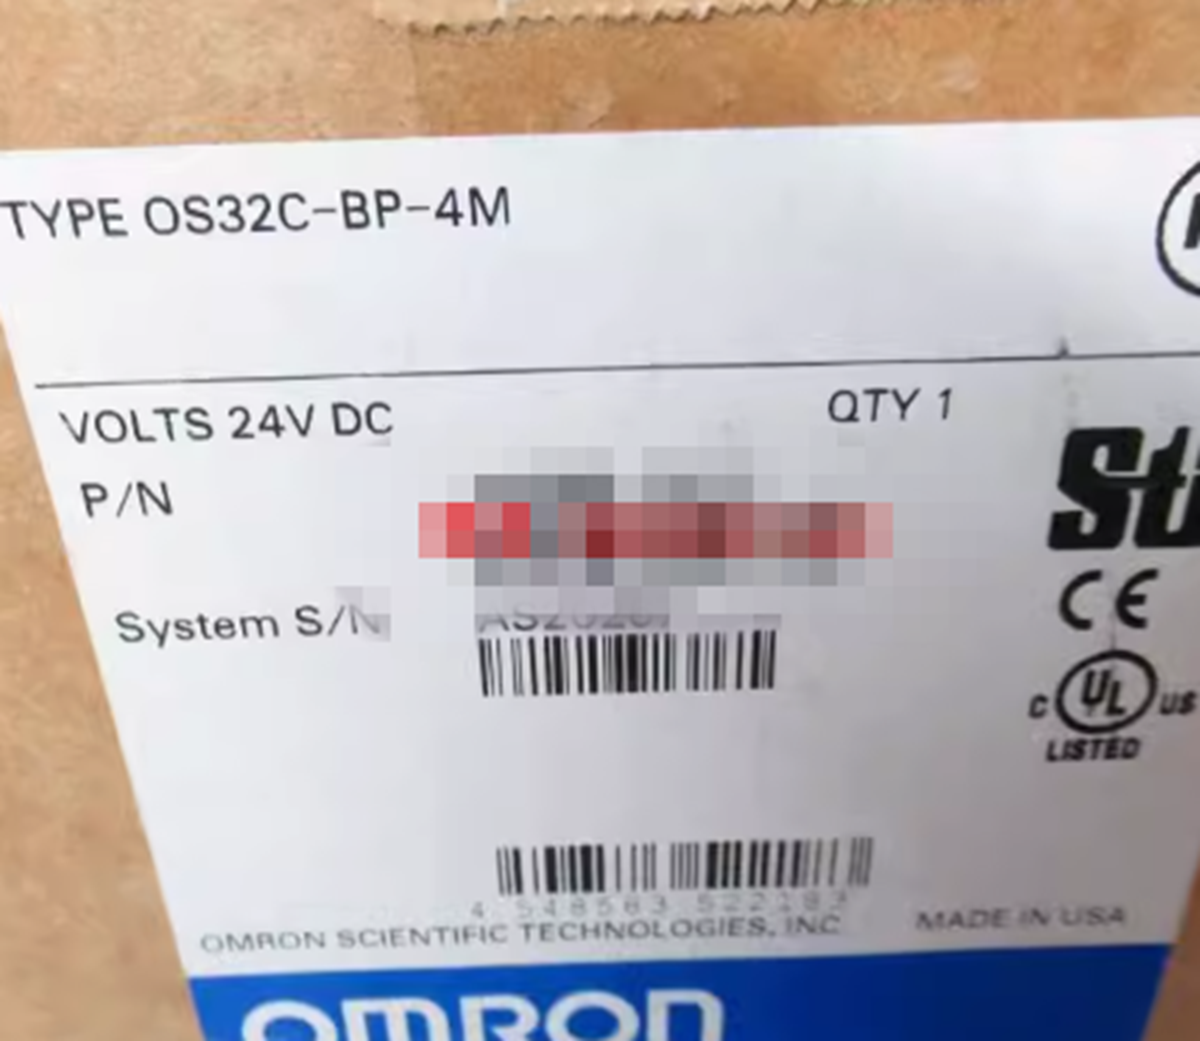 TYPE OS32C-BP-4M
VOLTS 24V DC
QTY 1
P/N
System S/N
CE
C UL US
LISTED
OMRON SCIENTIFIC TECHNOLOGIES, INC
MADE IN USA
OMRON